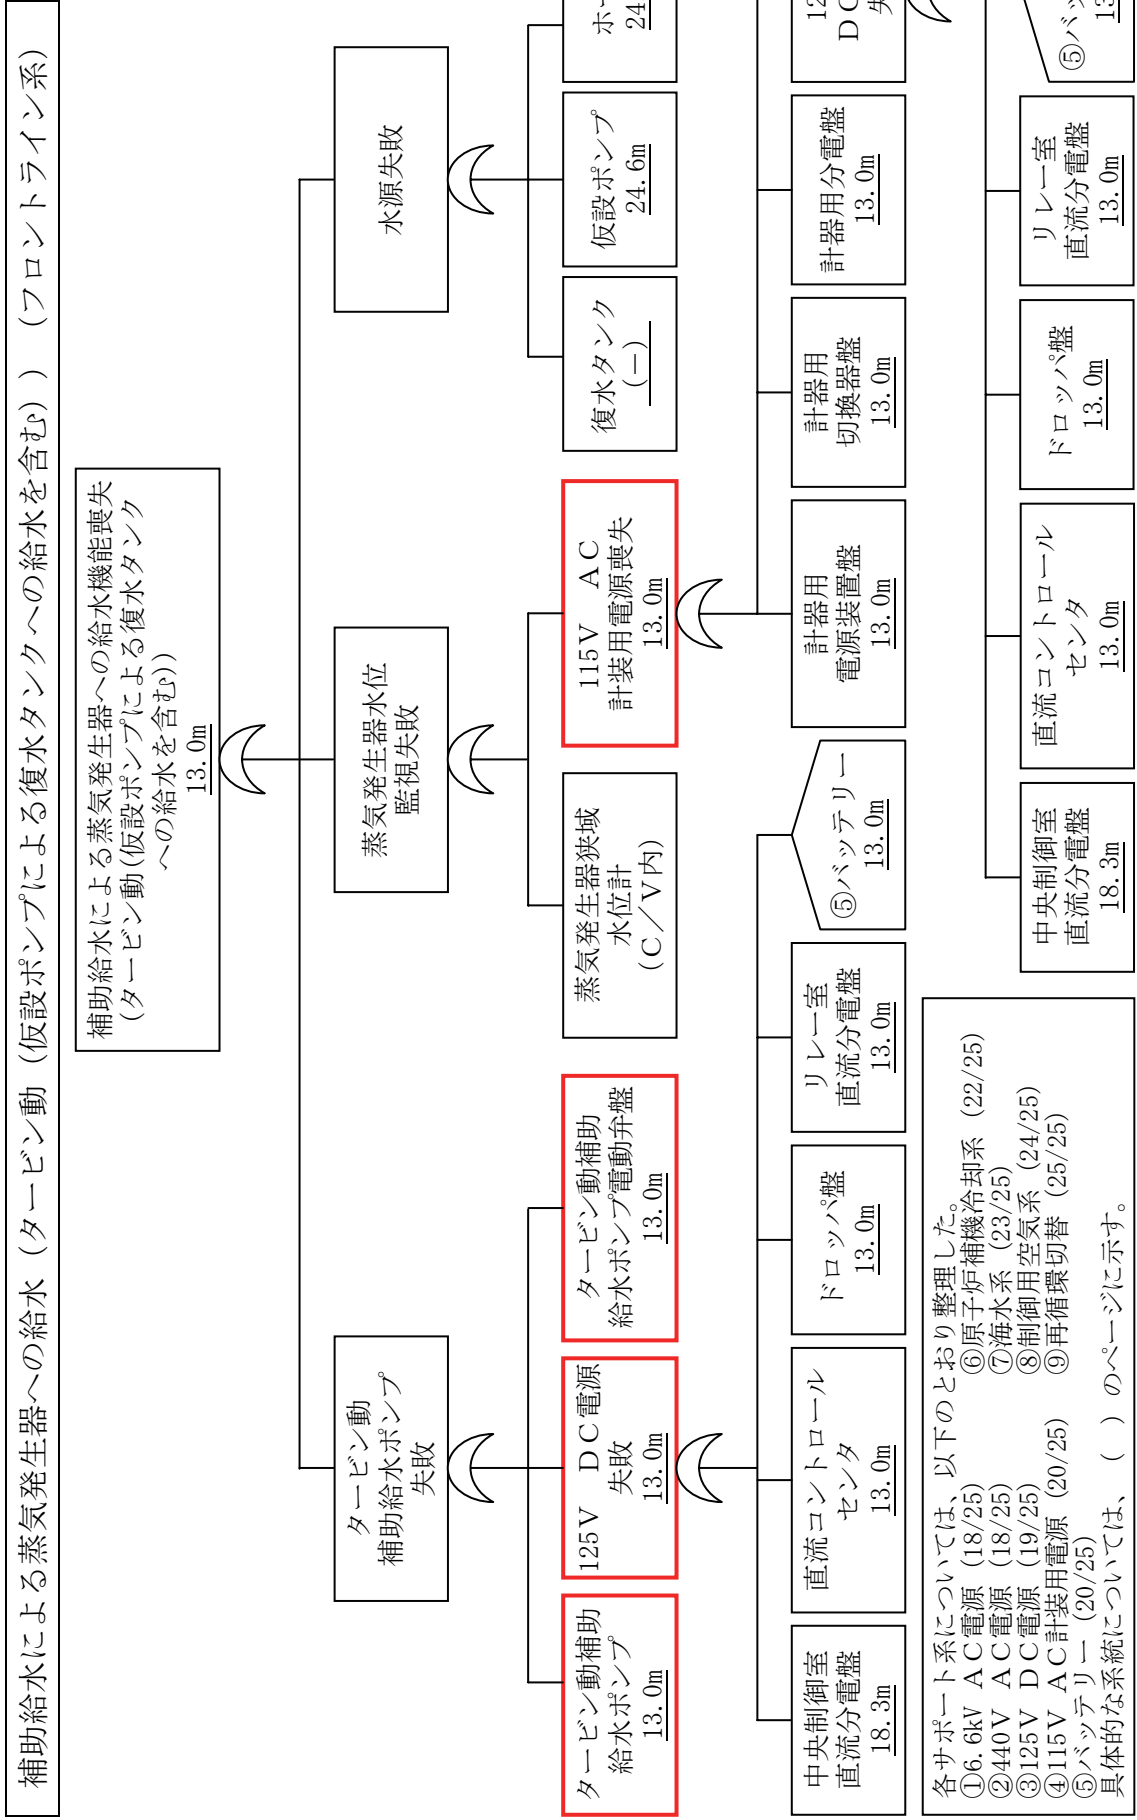 補助給水による蒸気発生器への給水（タービン動（仮設ポンプによる復水タンクへの給水を含む））（フロントライン系）
補助給水による蒸気発生器への給水機能喪失
(タービン動(仮設ポンプによる復水タンク
への給水を含む))
13.0m
タービン動
補助給水ポンプ
失敗
蒸気発生器水位
監視失敗
水源失敗
タービン動補助
給水ポンプ
13.0m
125V DC電源
失敗
13.0m
タービン動補助
給水ポンプ電動弁盤
13.0m
蒸気発生器狭域
水位計
(C／V内)
115V AC
計装用電源喪失
13.0m
復水タンク
(－)
仮設ポンプ
24.6m
ホー
24.
中央制御室
直流分電盤
18.3m
直流コントロール
センタ
13.0m
ドロッパ盤
13.0m
リレー室
直流分電盤
13.0m
⑤バッテリー
13.0m
計器用
電源装置盤
13.0m
計器用
切換器盤
13.0m
計器用分電盤
13.0m
12
DC
失
中央制御室
直流分電盤
18.3m
直流コントロール
センタ
13.0m
ドロッパ盤
13.0m
リレー室
直流分電盤
13.0m
⑤バッ
13
各サポート系については、以下のとおり整理した。
①6.6kV AC電源 (18/25) ⑥原子炉補機冷却系 (22/25)
②440V AC電源 (18/25) ⑦海水系 (23/25)
③125V DC電源 (19/25) ⑧制御用空気系 (24/25)
④115V AC計装用電源 (20/25) ⑨再循環切替 (25/25)
⑤バッテリー (20/25)
具体的な系統については、( )のページに示す。